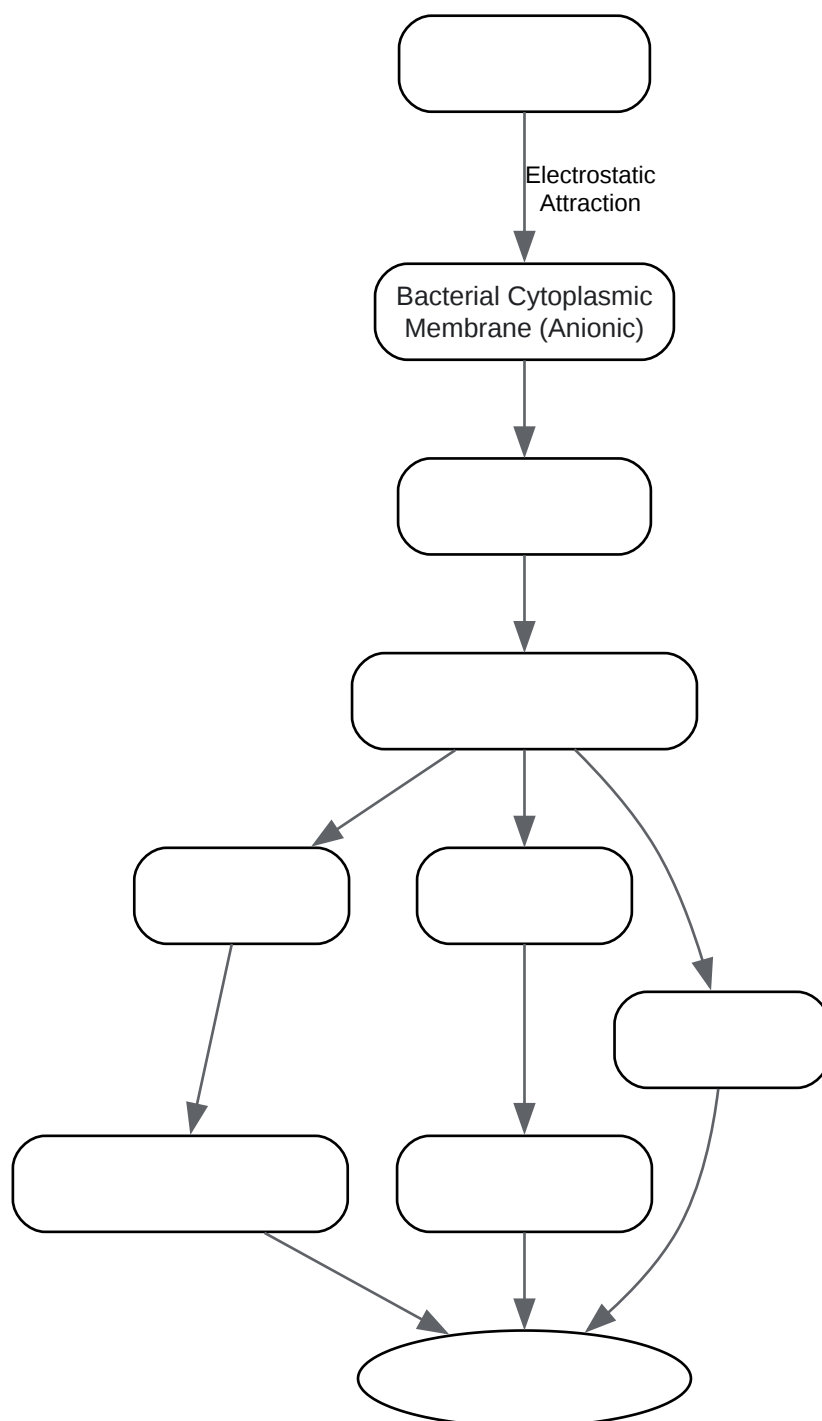 Electrostatic
Attraction
Bacterial Cytoplasmic
Membrane (Anionic)